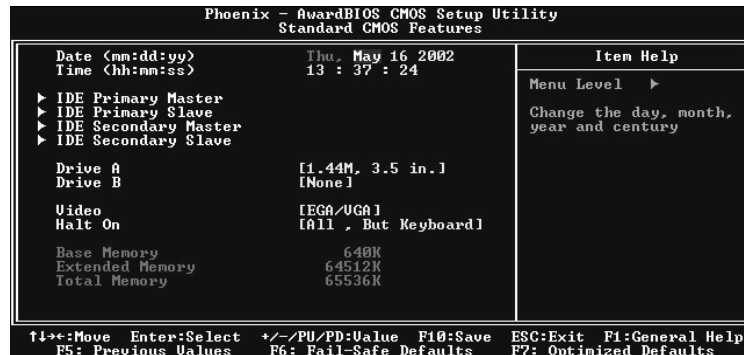 Phoenix - AwardBIOS CMOS Setup Utility
Standard CMOS Features
Date (mm:dd:yy) Thu, May 16 2002
Time (hh:mm:ss) 13 : 37 : 24
▶ IDE Primary Master
▶ IDE Primary Slave
▶ IDE Secondary Master
▶ IDE Secondary Slave
Drive A [1.44M, 3.5 in.]
Drive B [None]
Video [EGA/VGA]
Halt On [All , But Keyboard]
Base Memory 640K
Extended Memory 64512K
Total Memory 65536K
Item Help
Menu Level ▶
Change the day, month,
year and century
↑↓→←:Move Enter:Select +/-/PU/PD:Value F10:Save ESC:Exit F1:General Help
F5: Previous Values F6: Fail-Safe Defaults F7: Optimized Defaults